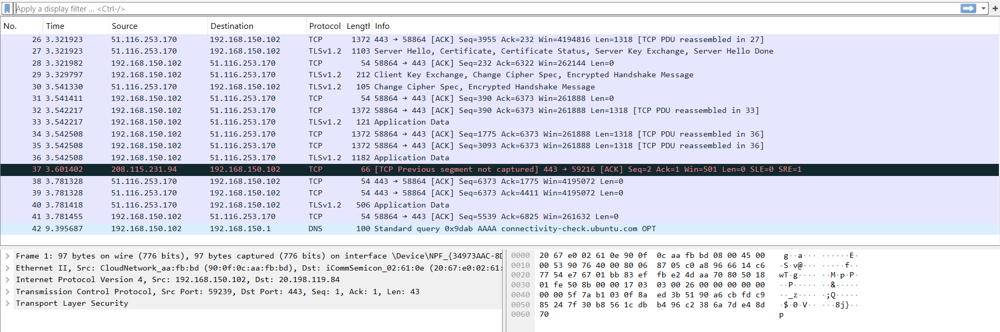 Apply a display filter … <Ctrl-/>
No. Time Source Destination Protocol Length Info
26 3.321923 51.116.253.170 192.168.150.102 TCP 1372 443 → 58864 [ACK] Seq=3955 Ack=232 Win=4194816 Len=1318 [TCP PDU reassembled in 27]
27 3.321923 51.116.253.170 192.168.150.102 TLSv1.2 1103 Server Hello, Certificate, Certificate Status, Server Key Exchange, Server Hello Done
28 3.321982 192.168.150.102 51.116.253.170 TCP 54 58864 → 443 [ACK] Seq=232 Ack=6322 Win=262144 Len=0
29 3.329797 192.168.150.102 51.116.253.170 TLSv1.2 212 Client Key Exchange, Change Cipher Spec, Encrypted Handshake Message
30 3.541330 51.116.253.170 192.168.150.102 TLSv1.2 105 Change Cipher Spec, Encrypted Handshake Message
31 3.541411 192.168.150.102 51.116.253.170 TCP 54 58864 → 443 [ACK] Seq=390 Ack=6373 Win=261888 Len=0
32 3.542217 192.168.150.102 51.116.253.170 TCP 1372 58864 → 443 [ACK] Seq=390 Ack=6373 Win=261888 Len=1318 [TCP PDU reassembled in 33]
33 3.542217 192.168.150.102 51.116.253.170 TLSv1.2 121 Application Data
34 3.542508 192.168.150.102 51.116.253.170 TCP 1372 58864 → 443 [ACK] Seq=1775 Ack=6373 Win=261888 Len=1318 [TCP PDU reassembled in 36]
35 3.542508 192.168.150.102 51.116.253.170 TCP 1372 58864 → 443 [ACK] Seq=3093 Ack=6373 Win=261888 Len=1318 [TCP PDU reassembled in 36]
36 3.542508 192.168.150.102 51.116.253.170 TLSv1.2 1182 Application Data
37 3.601402 208.115.231.94 192.168.150.102 TCP 66 [TCP Previous segment not captured] 443 → 59216 [ACK] Seq=2 Ack=1 Win=501 Len=0 SLE=0 SRE=1
38 3.781328 51.116.253.170 192.168.150.102 TCP 54 443 → 58864 [ACK] Seq=6373 Ack=1775 Win=4195072 Len=0
39 3.781328 51.116.253.170 192.168.150.102 TCP 54 443 → 58864 [ACK] Seq=6373 Ack=4411 Win=4195072 Len=0
40 3.781418 51.116.253.170 192.168.150.102 TLSv1.2 506 Application Data
41 3.781455 192.168.150.102 51.116.253.170 TCP 54 58864 → 443 [ACK] Seq=5539 Ack=6825 Win=261632 Len=0
42 9.395687 192.168.150.102 192.168.150.1 DNS 100 Standard query 0x9dab AAAA connectivity-check.ubuntu.com OPT
Frame 1: 97 bytes on wire (776 bits), 97 bytes captured (776 bits) on interface \Device\NPF_{34973AAC-8D
Ethernet II, Src: CloudNetwork_aa:fb:bd (90:0f:0c:aa:fb:bd), Dst: iCommSemicon_02:61:0e (20:67:e0:02:61:
Internet Protocol Version 4, Src: 192.168.150.102, Dst: 20.198.119.84
Transmission Control Protocol, Src Port: 59239, Dst Port: 443, Seq: 1, Ack: 1, Len: 43
Transport Layer Security
0000 20 67 e0 02 61 0e 90 0f 0c aa fb bd 08 00 45 00 g··a··· ······E·
0010 00 53 90 76 40 00 80 06 87 05 c0 a8 96 66 14 c6 ·S·v@··· ·····f··
0020 77 54 e7 67 01 bb 83 ef fb e2 4d aa 70 80 50 18 wT·g···· ··M·p·P·
0030 01 fe 50 8b 00 00 17 03 03 00 26 00 00 00 00 00 ··P····· ··&·····
0040 00 00 5f 7a b1 03 0f 8a ed 3b 51 90 a6 cb fd c9 ··_z···· ·;Q·····
0050 85 24 7f 30 b8 56 1c db b4 96 c2 38 6a 7d e4 8d ·$·0·V·· ···8j}··
0060 70 p